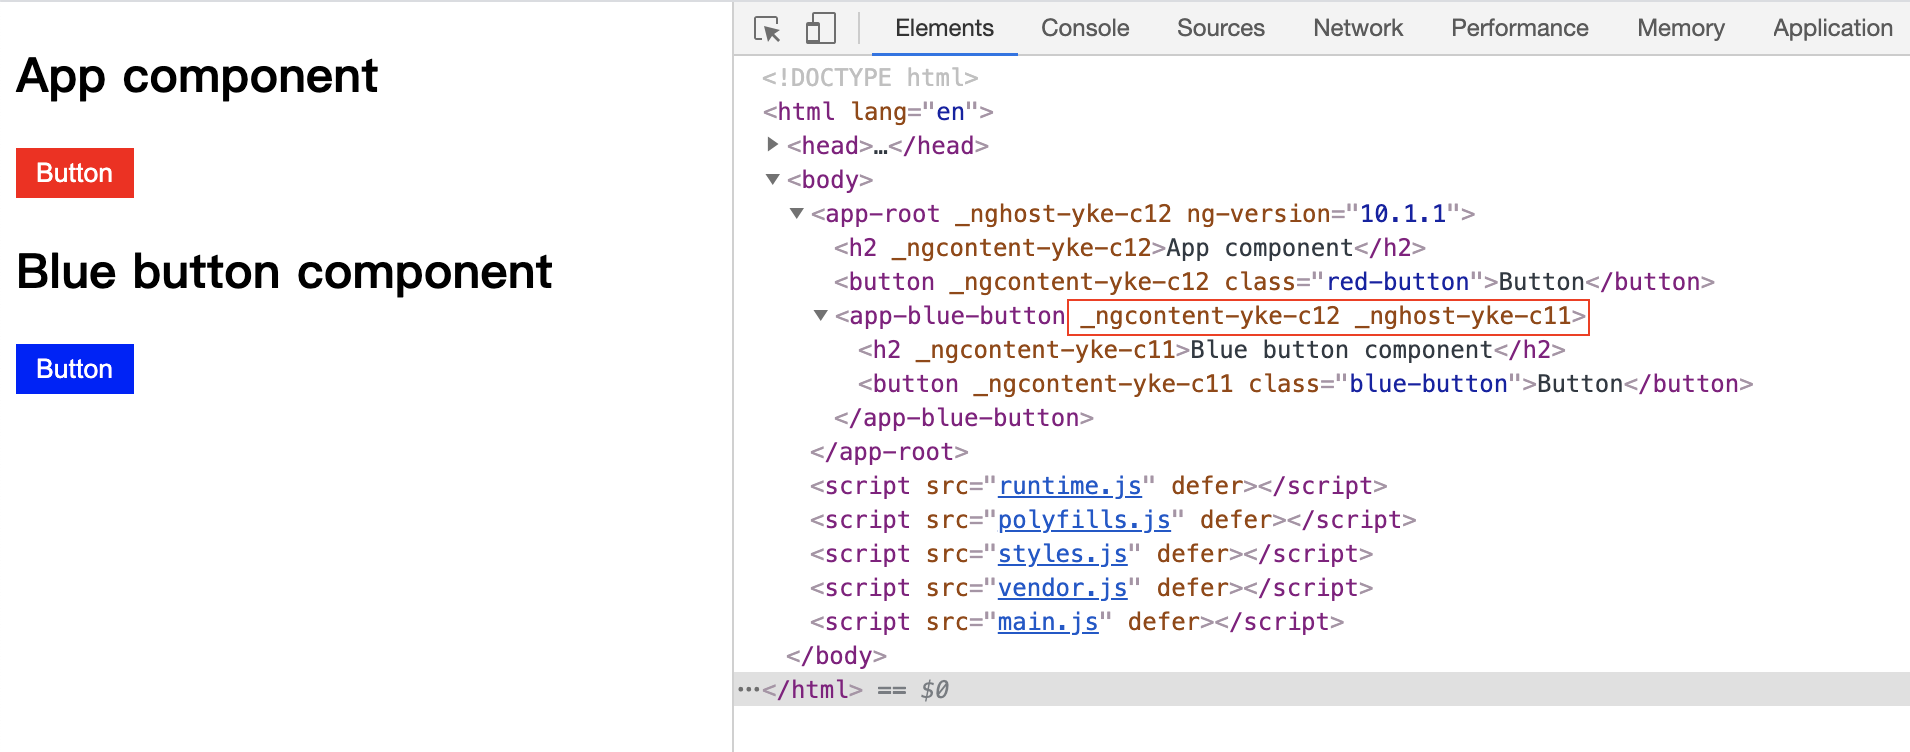 App component
Button
Blue button component
Button
Elements Console Sources Network Performance Memory Application
<!DOCTYPE html>
<html lang="en">
<head>…</head>
<body>
<app-root _nghost-yke-c12 ng-version="10.1.1">
<h2 _ngcontent-yke-c12>App component</h2>
<button _ngcontent-yke-c12 class="red-button">Button</button>
<app-blue-button _ngcontent-yke-c12 _nghost-yke-c11>
<h2 _ngcontent-yke-c11>Blue button component</h2>
<button _ngcontent-yke-c11 class="blue-button">Button</button>
</app-blue-button>
</app-root>
<script src="runtime.js" defer></script>
<script src="polyfills.js" defer></script>
<script src="styles.js" defer></script>
<script src="vendor.js" defer></script>
<script src="main.js" defer></script>
</body>
…</html> == $0